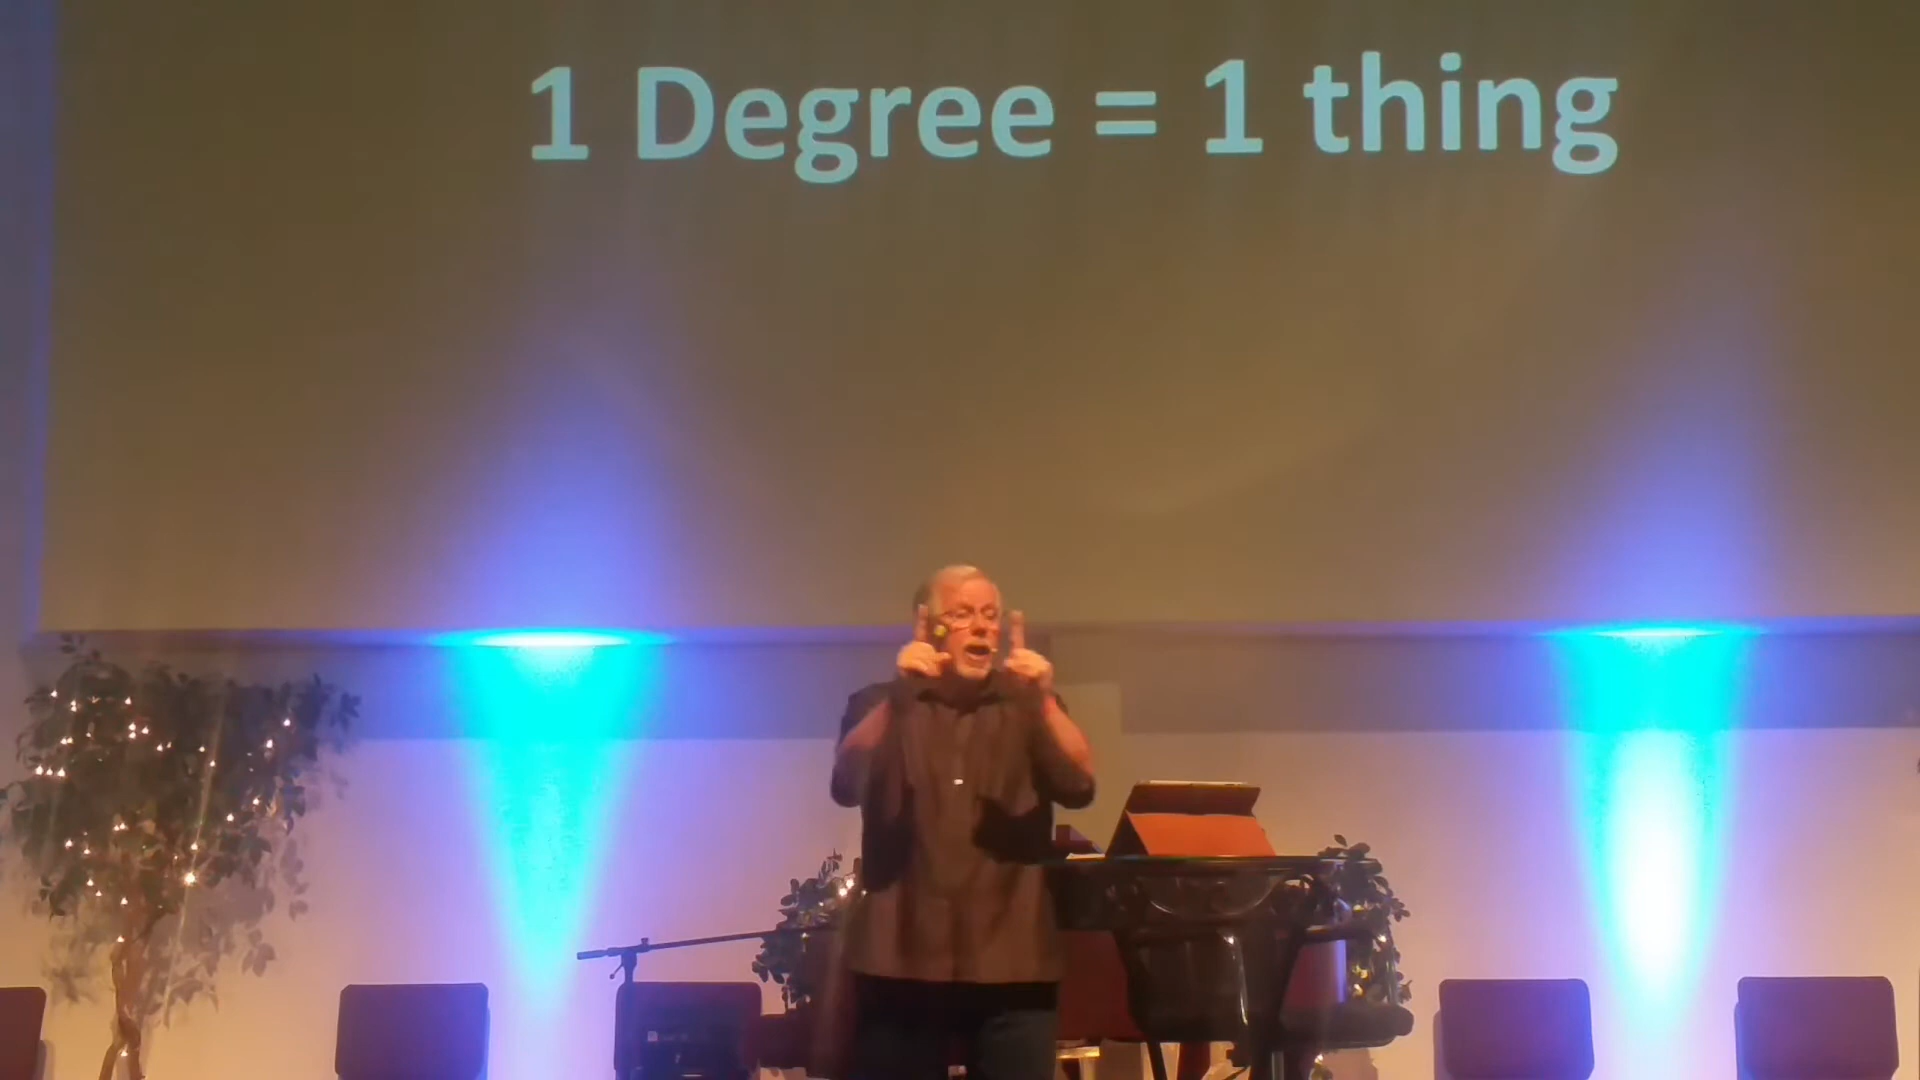 1 Degree = 1 thing